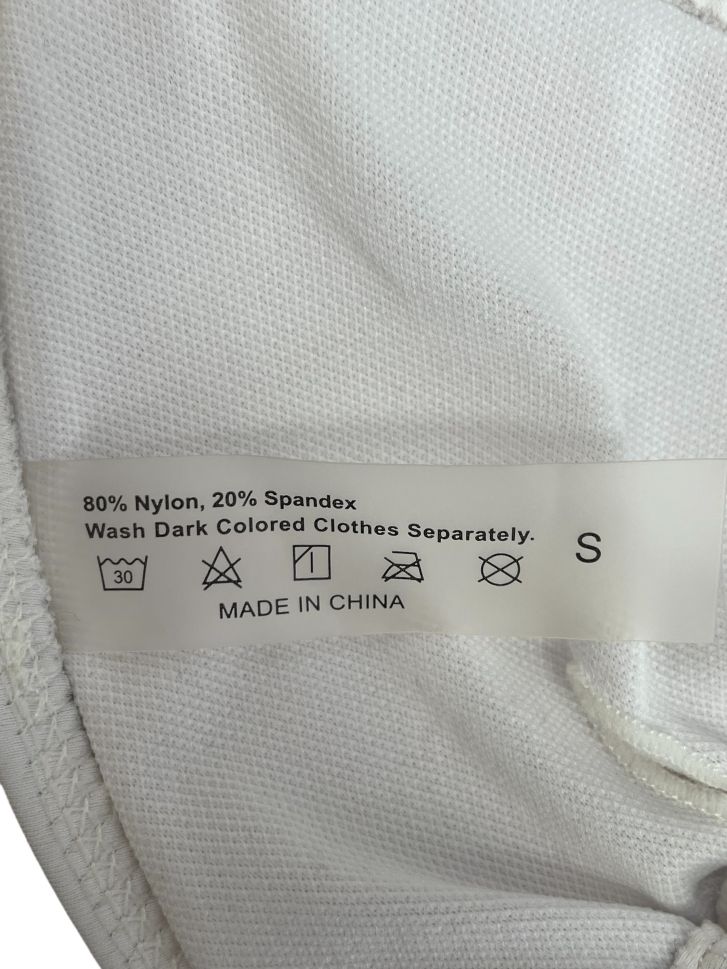 80% Nylon, 20% Spandex
Wash Dark Colored Clothes Separately.
30
S
MADE IN CHINA